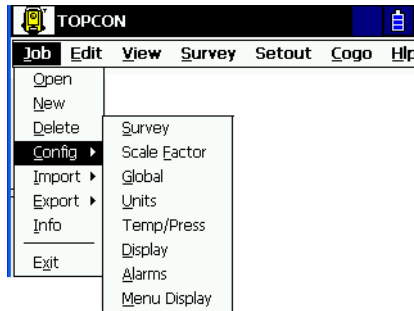 TOPCON
Job Edit View Survey Setout Cogo Hlp
Open
New
Delete
Config
Import
Export
Info
Exit
Survey
Scale Factor
Global
Units
Temp/Press
Display
Alarms
Menu Display